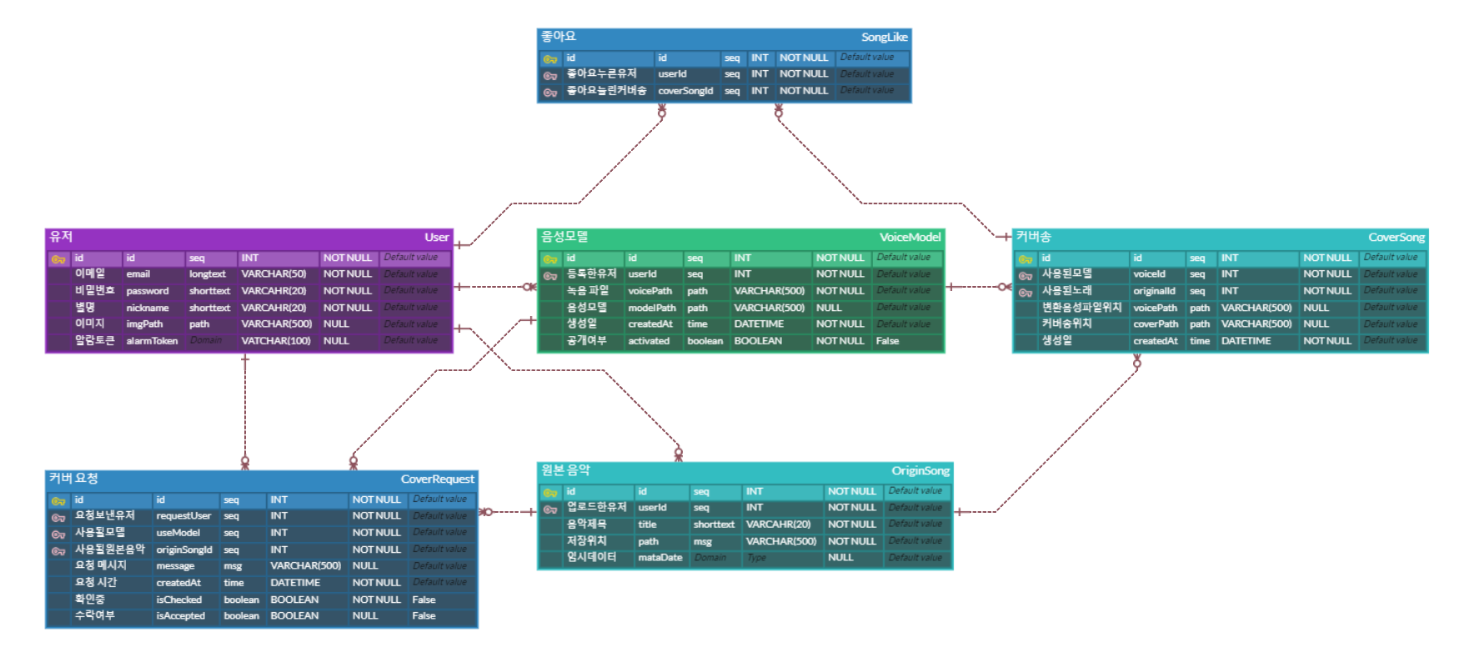 좋아요 SongLike
id id seq INT NOT NULL Default value
좋아요누른유저 userId seq INT NOT NULL Default value
좋아요눌린커버송 coverSongId seq INT NOT NULL Default value
유저 User
id id seq INT NOT NULL Default value
이메일 email longtext VARCHAR(50) NOT NULL Default value
비밀번호 password shorttext VARCAHR(20) NOT NULL Default value
별명 nickname shorttext VARCAHR(20) NOT NULL Default value
이미지 imgPath path VARCHAR(500) NULL Default value
알람토큰 alarmToken Domain VATCHAR(100) NULL Default value
음성모델 VoiceModel
id id seq INT NOT NULL Default value
등록한유저 userId seq INT NOT NULL Default value
녹음 파일 voicePath path VARCHAR(500) NOT NULL Default value
음성모델 modelPath path VARCHAR(500) NULL Default value
생성일 createdAt time DATETIME NOT NULL Default value
공개여부 activated boolean BOOLEAN NOT NULL False
커버송 CoverSong
id id seq INT NOT NULL Default value
사용된모델 voiceId seq INT NOT NULL Default value
사용된노래 originalId seq INT NOT NULL Default value
변환음성파일위치 voicePath path VARCHAR(500) NULL Default value
커버송위치 coverPath path VARCHAR(500) NULL Default value
생성일 createdAt time DATETIME NOT NULL Default value
커버 요청 CoverRequest
id id seq INT NOT NULL Default value
요청보낸유저 requestUser seq INT NOT NULL Default value
사용될모델 useModel seq INT NOT NULL Default value
사용될원본음악 originSongId seq INT NOT NULL Default value
요청 메시지 message msg VARCHAR(500) NULL Default value
요청 시간 createdAt time DATETIME NOT NULL Default value
확인중 isChecked boolean BOOLEAN NOT NULL False
수락여부 isAccepted boolean BOOLEAN NULL False
원본 음악 OriginSong
id id seq INT NOT NULL Default value
업로드한유저 userId seq INT NOT NULL Default value
음악제목 title shorttext VARCAHR(20) NOT NULL Default value
저장위치 path msg VARCHAR(500) NOT NULL Default value
임시데이터 mataDate Domain Type NULL Default value